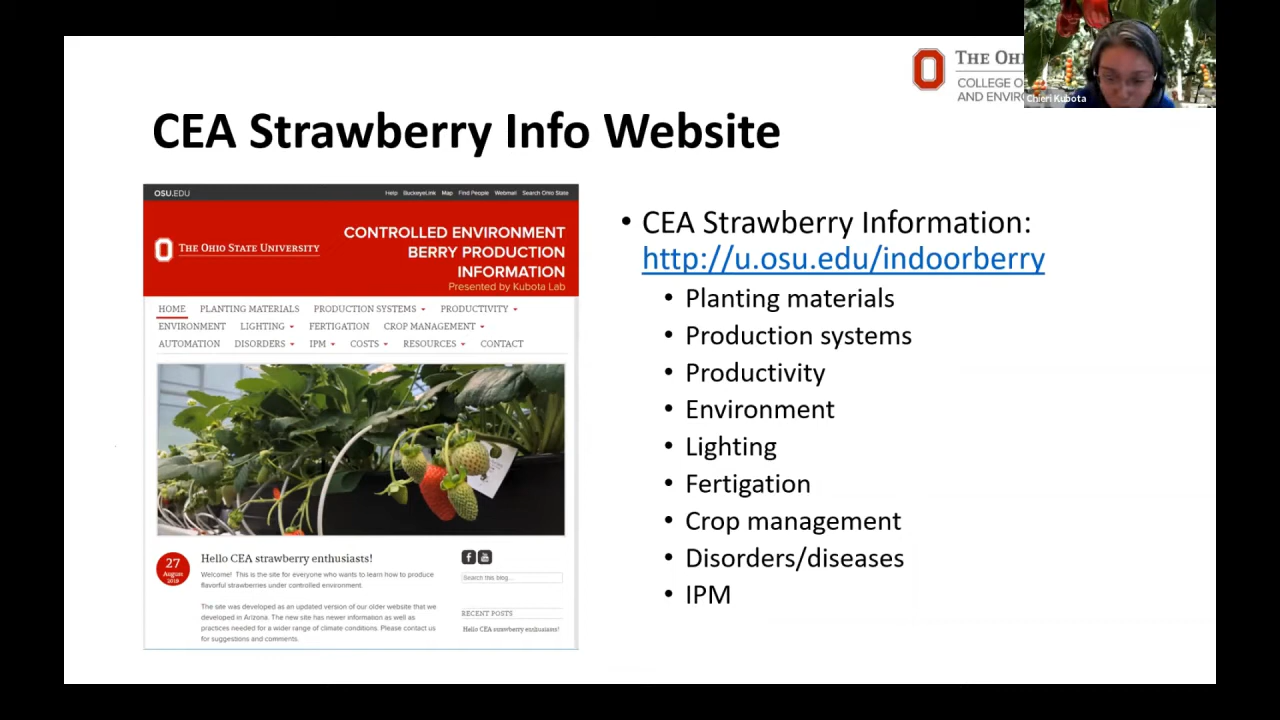 THE OHI
COLLEGE O
AND ENVIR
Chieri Kubota
CEA Strawberry Info Website
OSU.EDU
Help BuckeyeLink Map Find People Webmail Search Ohio State
THE OHIO STATE UNIVERSITY
CONTROLLED ENVIRONMENT
BERRY PRODUCTION
INFORMATION
Presented by Kubota Lab
HOME PLANTING MATERIALS PRODUCTION SYSTEMS PRODUCTIVITY
ENVIRONMENT LIGHTING FERTIGATION CROP MANAGEMENT
AUTOMATION DISORDERS IPM COSTS RESOURCES CONTACT
27
August
2018
Hello CEA strawberry enthusiasts!
Welcome! This is the site for everyone who wants to learn how to produce
flavorful strawberries under controlled environment.
The site was developed as an updated version of our older website that we
developed in Arizona. The new site has newer information as well as
practices needed for a wider range of climate conditions. Please contact us
for suggestions and comments.
Search this blog...
RECENT POSTS
Hello CEA strawberry enthusiasts!
• CEA Strawberry Information:
http://u.osu.edu/indoorberry
• Planting materials
• Production systems
• Productivity
• Environment
• Lighting
• Fertigation
• Crop management
• Disorders/diseases
• IPM